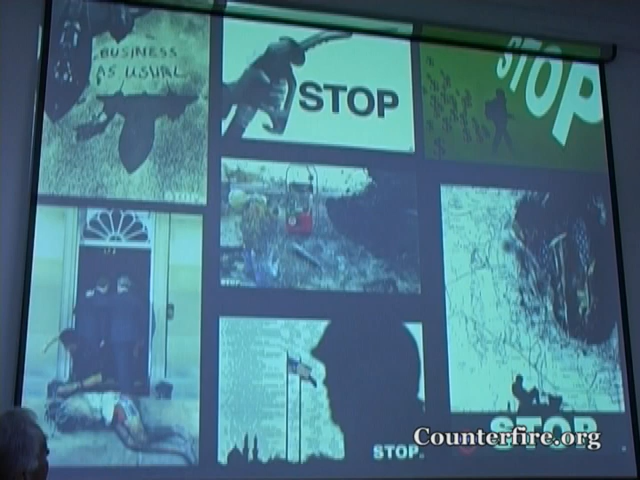 BUSINESS
AS USUAL
STOP
STOP
STOP.
STOP
Counterfire.org